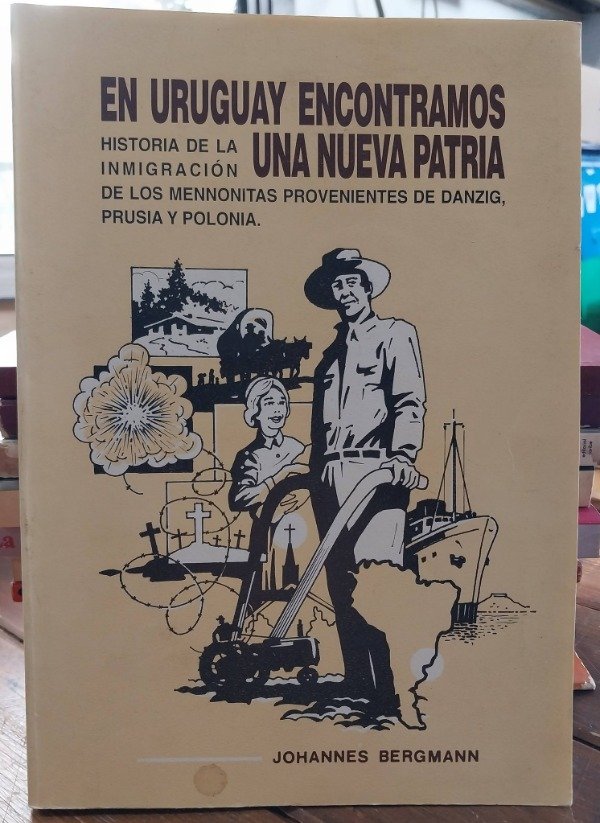 EN URUGUAY ENCONTRAMOS
UNA NUEVA PATRIA
HISTORIA DE LA
INMIGRACIÓN
DE LOS MENNONITAS PROVENIENTES DE DANZIG,
PRUSIA Y POLONIA.
JOHANNES BERGMANN